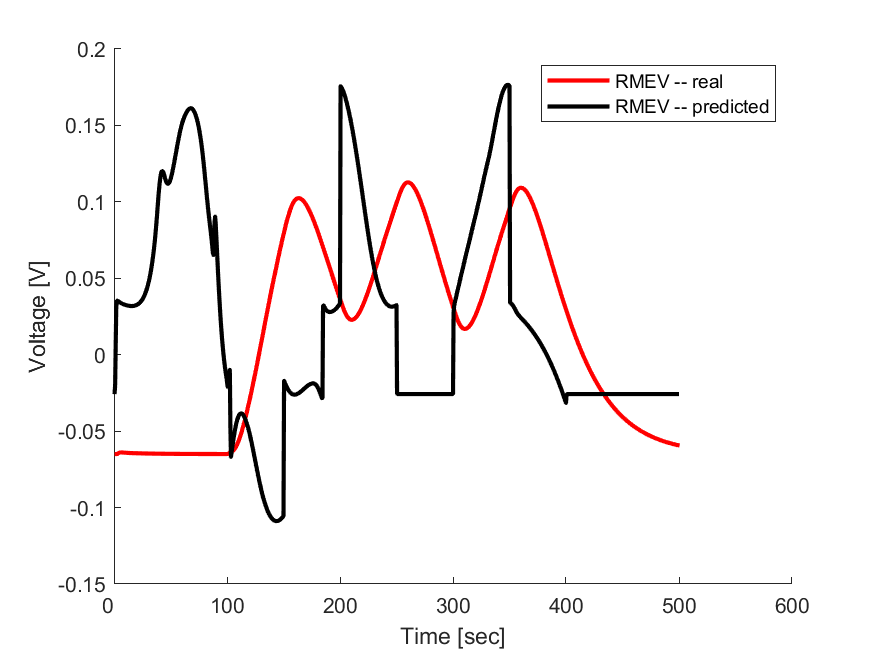 RMEV -- real
RMEV -- predicted
0.2
0.15
0.1
0.05
0
-0.05
-0.1
-0.15
Voltage [V]
0 100 200 300 400 500 600
Time [sec]